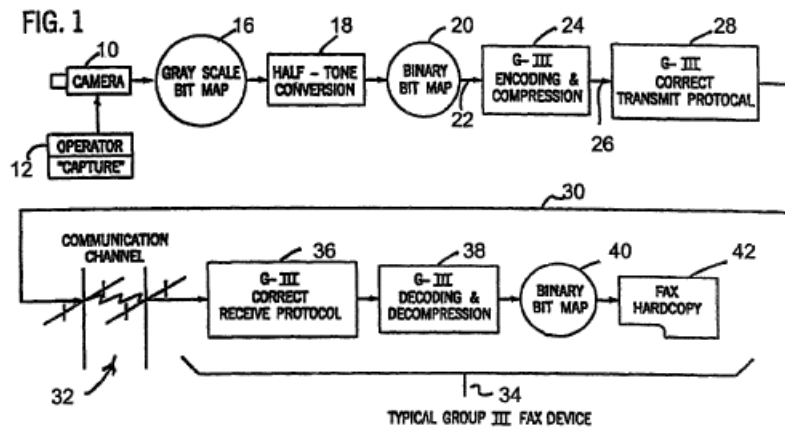 FIG. 1
10
CAMERA
12
OPERATOR
"CAPTURE"
16
GRAY SCALE
BIT MAP
18
HALF - TONE
CONVERSION
20
BINARY
BIT MAP
22
24
G-III
ENCODING &
COMPRESSION
26
28
G-III
CORRECT
TRANSMIT PROTOCAL
30
COMMUNICATION
CHANNEL
32
36
G-III
CORRECT
RECEIVE PROTOCOL
38
G-III
DECODING &
DECOMPRESSION
40
BINARY
BIT MAP
42
FAX
HARDCOPY
34
TYPICAL GROUP III FAX DEVICE